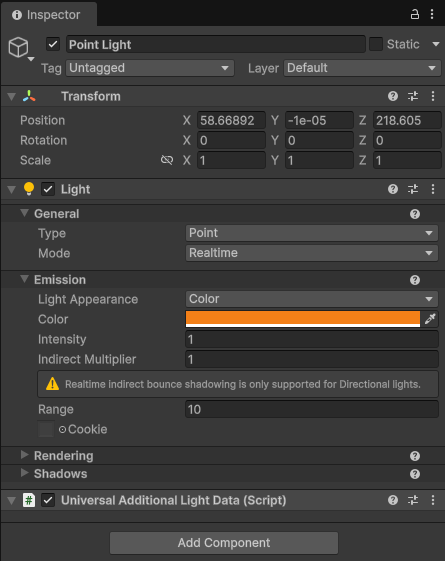 Inspector
Point Light Static
Tag Untagged Layer Default
Transform
Position X 58.66892 Y -1e-05 Z 218.605
Rotation X 0 Y 0 Z 0
Scale X 1 Y 1 Z 1
Light
General
Type Point
Mode Realtime
Emission
Light Appearance Color
Color
Intensity 1
Indirect Multiplier 1
Realtime indirect bounce shadowing is only supported for Directional lights.
Range 10
Cookie
Rendering
Shadows
# Universal Additional Light Data (Script)
Add Component